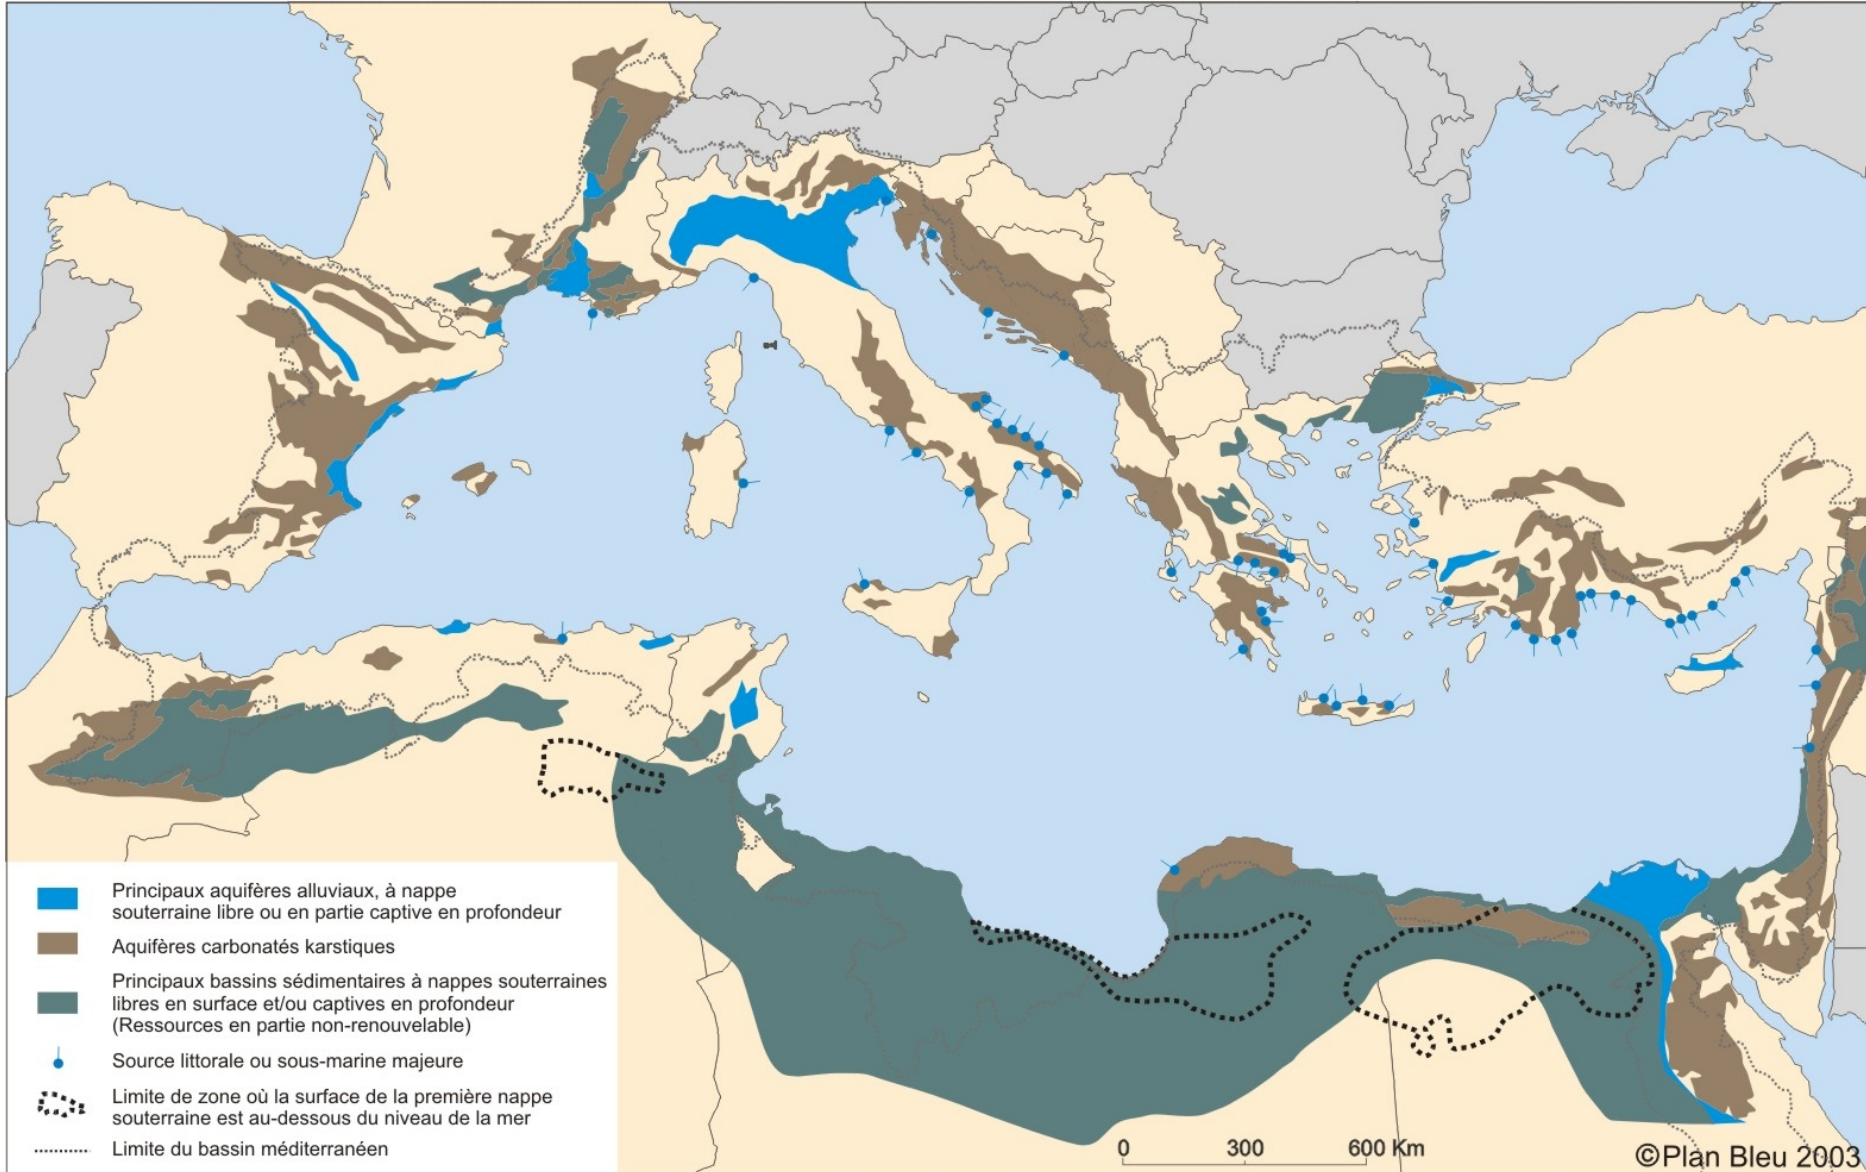 Principaux aquifères alluviaux, à nappe
souterraine libre ou en partie captive en profondeur
Aquifères carbonatés karstiques
Principaux bassins sédimentaires à nappes souterraines
libres en surface et/ou captives en profondeur
(Ressources en partie non-renouvelable)
Source littorale ou sous-marine majeure
Limite de zone où la surface de la première nappe
souterraine est au-dessous du niveau de la mer
Limite du bassin méditerranéen
0 300 600 Km
©Plan Bleu 2003